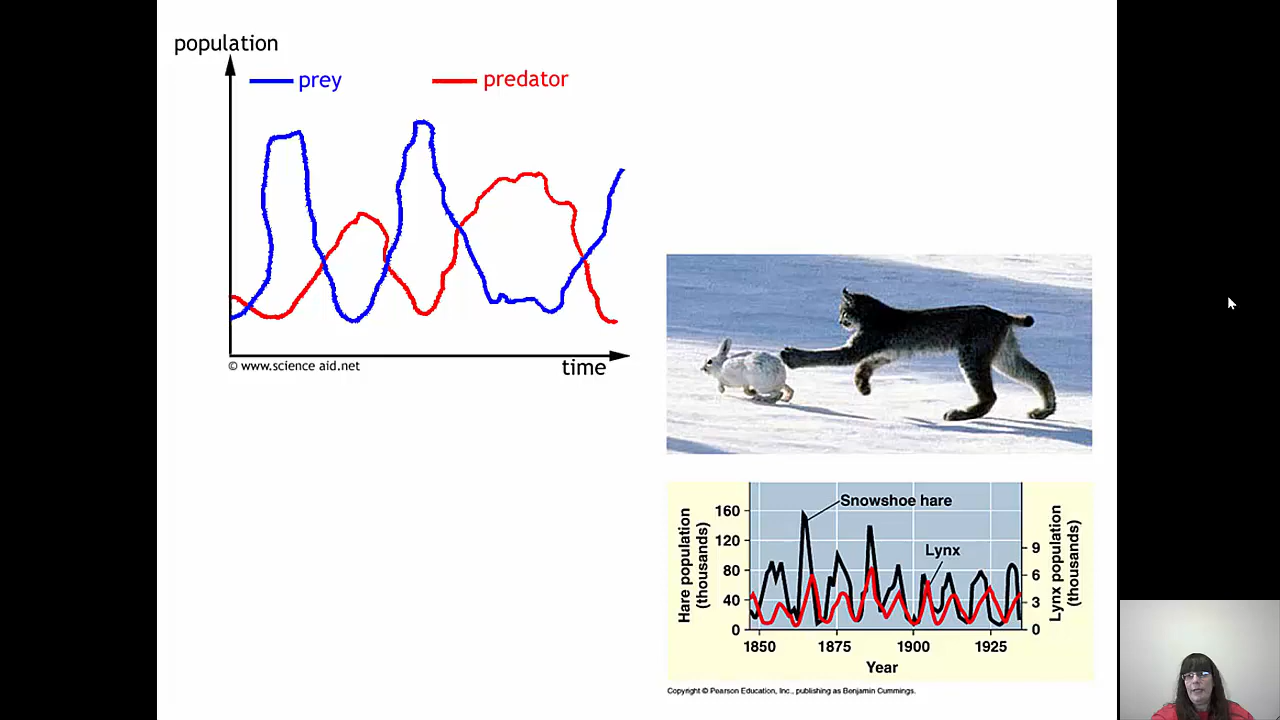 population
prey
predator
© www.science aid.net
time
Snowshoe hare
Lynx
Hare population
(thousands)
160
120
80
40
0
9
6
3
0
Lynx population
(thousands)
1850 1875 1900 1925
Year
Copyright © Pearson Education, Inc., publishing as Benjamin Cummings.